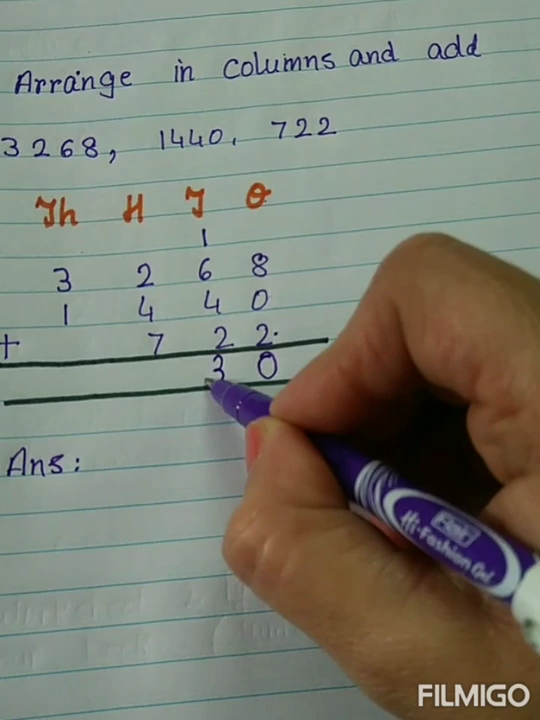 Arrange in columns and add
3268, 1440, 722
Th H T O
1
3 2 6 8
1 4 4 0
+ 7 2 2
3 0
Ans:
Hi-Fashion Gel
FILMIGO